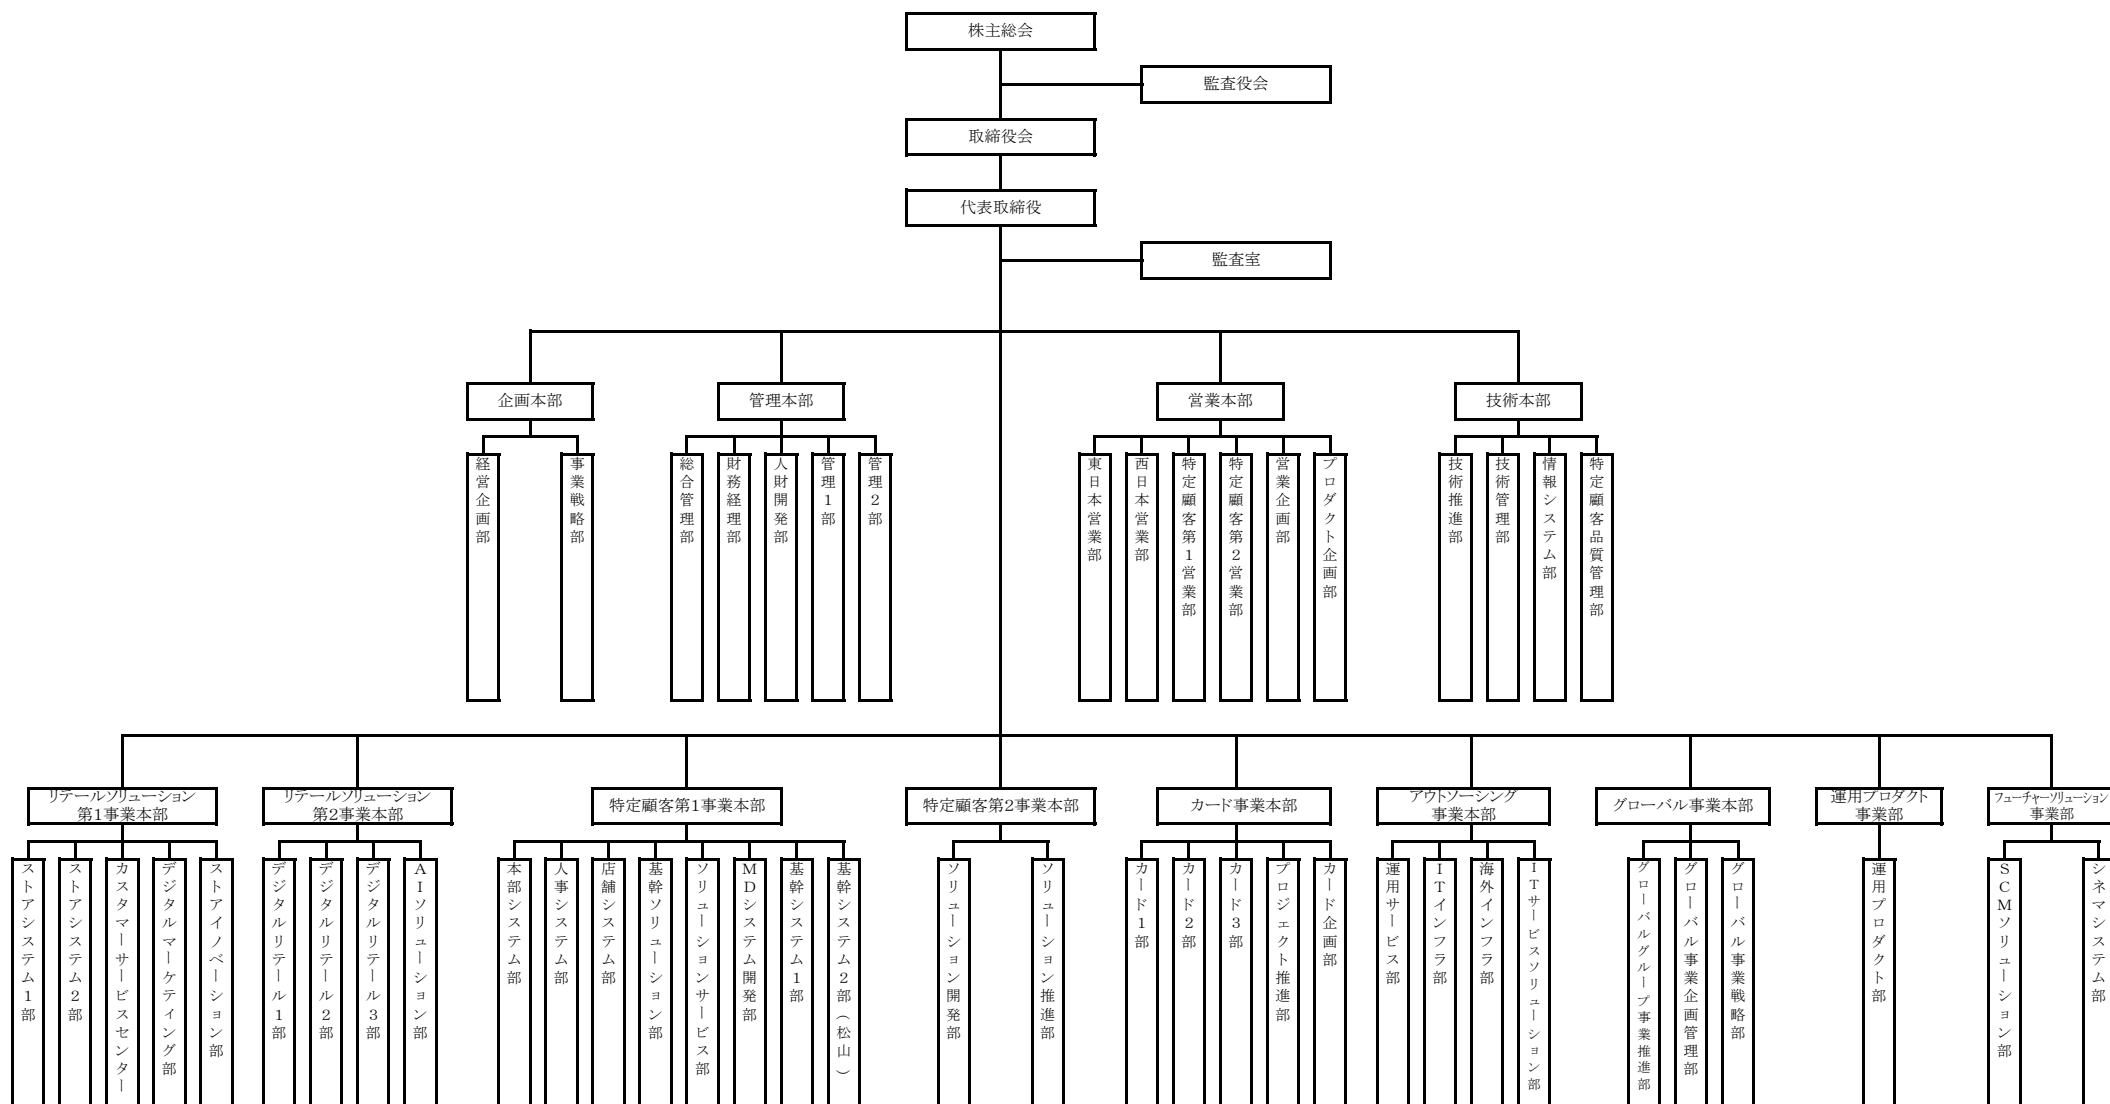 株主総会
監査役会
取締役会
代表取締役
監査室
企画本部
管理本部
営業本部
技術本部
経営企画部
事業戦略部
総合管理部
財務経理部
人財開発部
管理1部
管理2部
東日本営業部
西日本営業部
特定顧客第1営業部
特定顧客第2営業部
営業企画部
プロダクト企画部
技術推進部
技術管理部
情報システム部
特定顧客品質管理部
リテールソリューション
第1事業本部
リテールソリューション
第2事業本部
特定顧客第1事業本部
特定顧客第2事業本部
カード事業本部
アウトソーシング
事業本部
グローバル事業本部
運用プロダクト
事業部
フューチャーソリューション
事業部
ストアシステム1部
ストアシステム2部
カスタマーサービスセンター
デジタルマーケティング部
ストアイノベーション部
デジタルリテール1部
デジタルリテール2部
デジタルリテール3部
AIソリューション部
本部システム部
人事システム部
店舗システム部
基幹ソリューション部
ソリューションサービス部
MDシステム開発部
基幹システム1部
基幹システム2部(松山)
ソリューション開発部
ソリューション推進部
カード1部
カード2部
カード3部
プロジェクト推進部
カード企画部
運用サービス部
ITインフラ部
海外インフラ部
ITサービスソリューション部
グローバルグループ事業推進部
グローバル事業企画管理部
グローバル事業戦略部
運用プロダクト部
SCMソリューション部
シネマシステム部